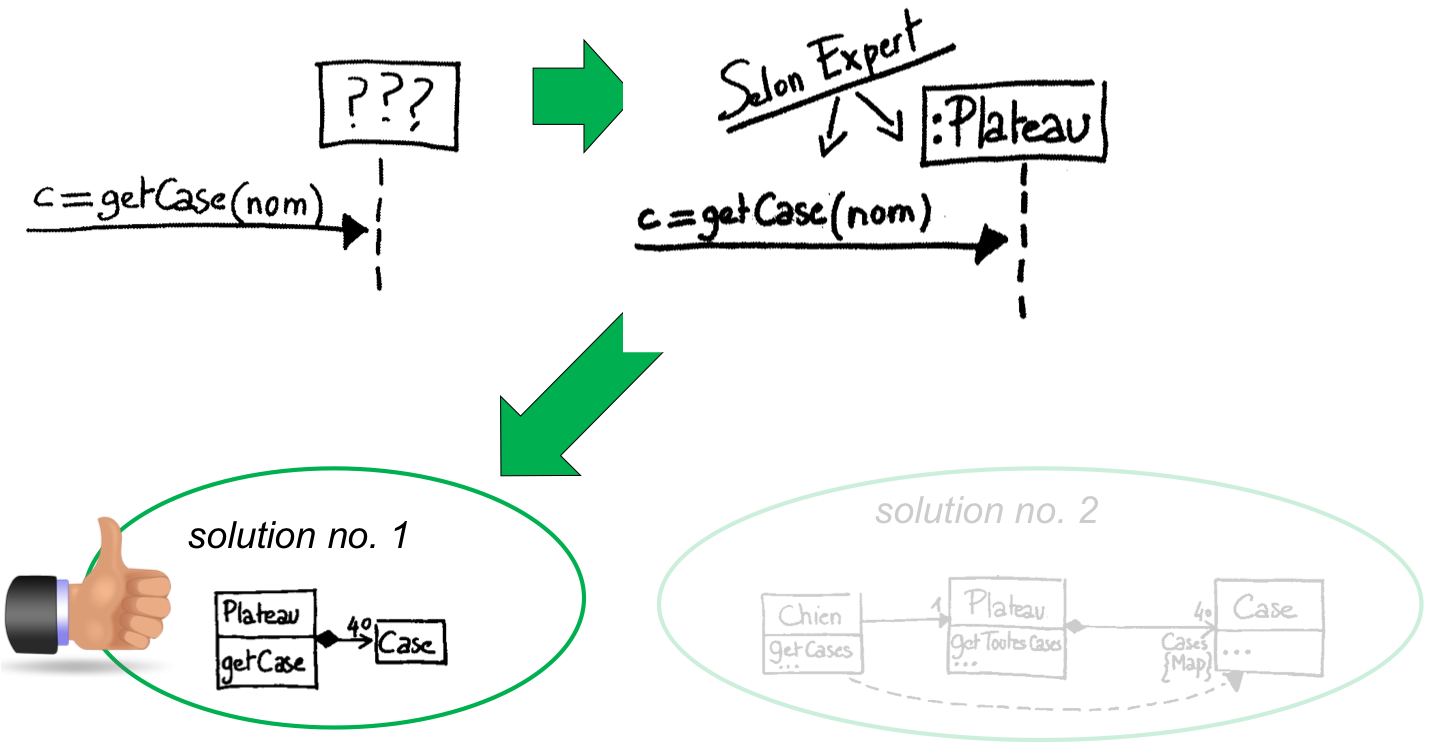 ???
c=getCase(nom)
Selon Expert
:Plateau
c=getCase(nom)
solution no. 1
Plateau
getCase
40
Case
solution no. 2
Chien
getCases
...
1
Plateau
getToutesCases
...
40
Cases
{Map}
Case
...